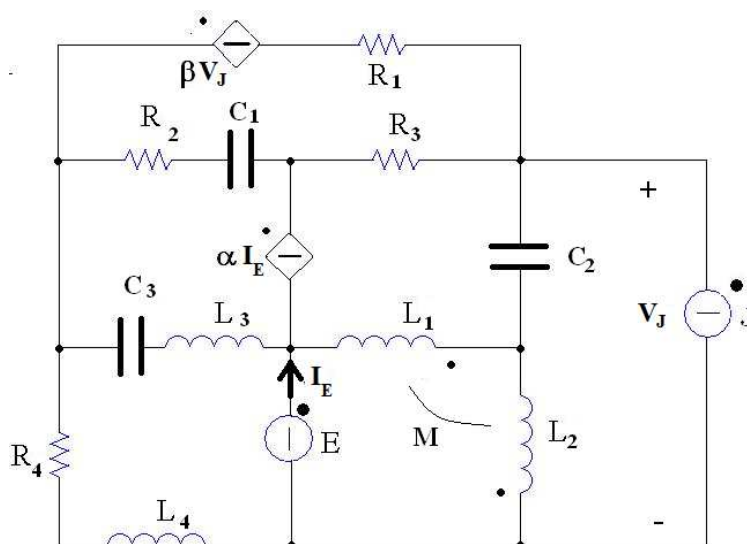 βV_J
R_1
R_2
C_1
R_3
+
α I_E
C_2
C_3
L_3
L_1
V_J
I_E
E
M
L_2
R_4
L_4
-